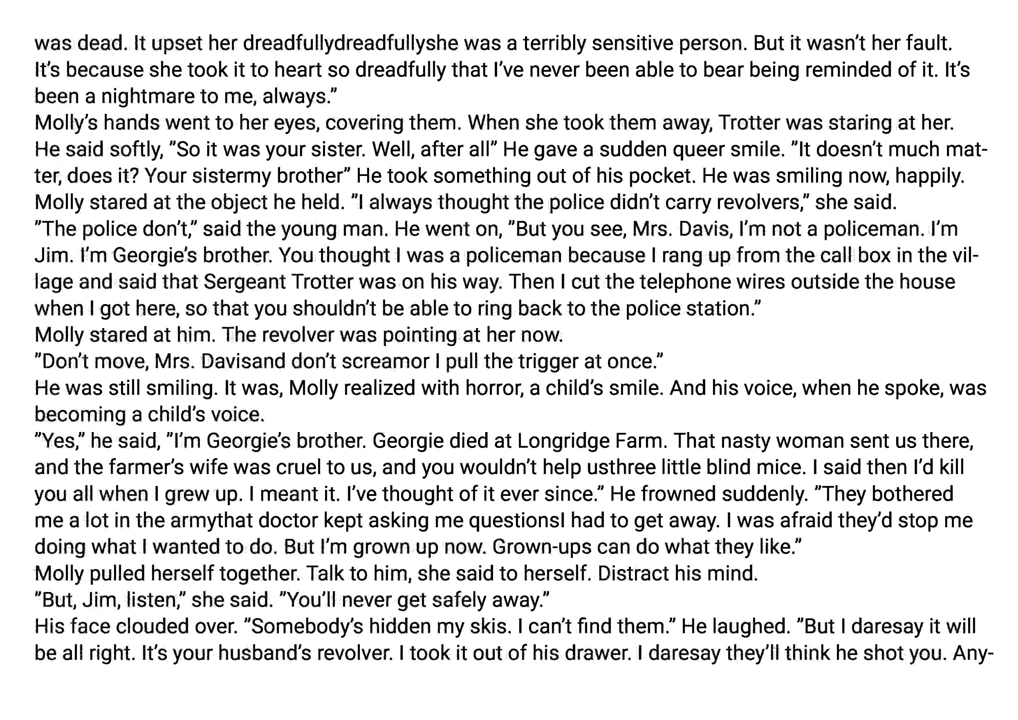 was dead. It upset her dreadfullydreadfullyshe was a terribly sensitive person. But it wasn't her fault.
It's because she took it to heart so dreadfully that I've never been able to bear being reminded of it. It's
been a nightmare to me, always.”
Molly's hands went to her eyes, covering them. When she took them away, Trotter was staring at her.
He said softly, ”So it was your sister. Well, after all” He gave a sudden queer smile. ”It doesn't much mat-
ter, does it? Your sistermy brother” He took something out of his pocket. He was smiling now, happily.
Molly stared at the object he held. ”I always thought the police didn't carry revolvers,” she said.
”The police don't,” said the young man. He went on, ”But you see, Mrs. Davis, I'm not a policeman. I'm
Jim. I'm Georgie's brother. You thought I was a policeman because I rang up from the call box in the vil-
lage and said that Sergeant Trotter was on his way. Then I cut the telephone wires outside the house
when I got here, so that you shouldn't be able to ring back to the police station.”
Molly stared at him. The revolver was pointing at her now.
”Don't move, Mrs. Davisand don't screamor I pull the trigger at once.”
He was still smiling. It was, Molly realized with horror, a child's smile. And his voice, when he spoke, was
becoming a child's voice.
”Yes,” he said, ”I'm Georgie's brother. Georgie died at Longridge Farm. That nasty woman sent us there,
and the farmer's wife was cruel to us, and you wouldn't help usthree little blind mice. I said then I'd kill
you all when I grew up. I meant it. I've thought of it ever since.” He frowned suddenly. ”They bothered
me a lot in the armythat doctor kept asking me questionsI had to get away. I was afraid they'd stop me
doing what I wanted to do. But I'm grown up now. Grown-ups can do what they like.”
Molly pulled herself together. Talk to him, she said to herself. Distract his mind.
”But, Jim, listen,” she said. ”You'll never get safely away.”
His face clouded over. ”Somebody's hidden my skis. I can't find them.” He laughed. ”But I daresay it will
be all right. It's your husband's revolver. I took it out of his drawer. I daresay they'll think he shot you. Any-